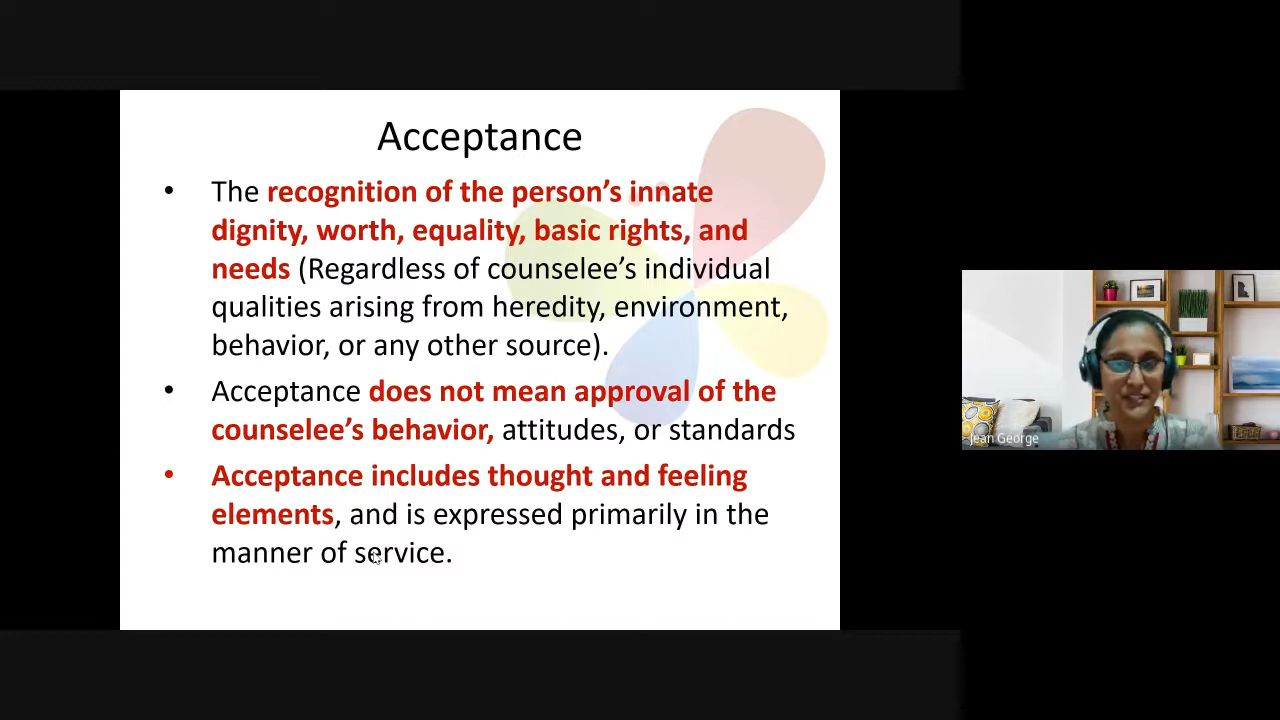 Acceptance
• The recognition of the person’s innate
dignity, worth, equality, basic rights, and
needs (Regardless of counselee’s individual
qualities arising from heredity, environment,
behavior, or any other source).
• Acceptance does not mean approval of the
counselee’s behavior, attitudes, or standards
• Acceptance includes thought and feeling
elements, and is expressed primarily in the
manner of service.
Jean George